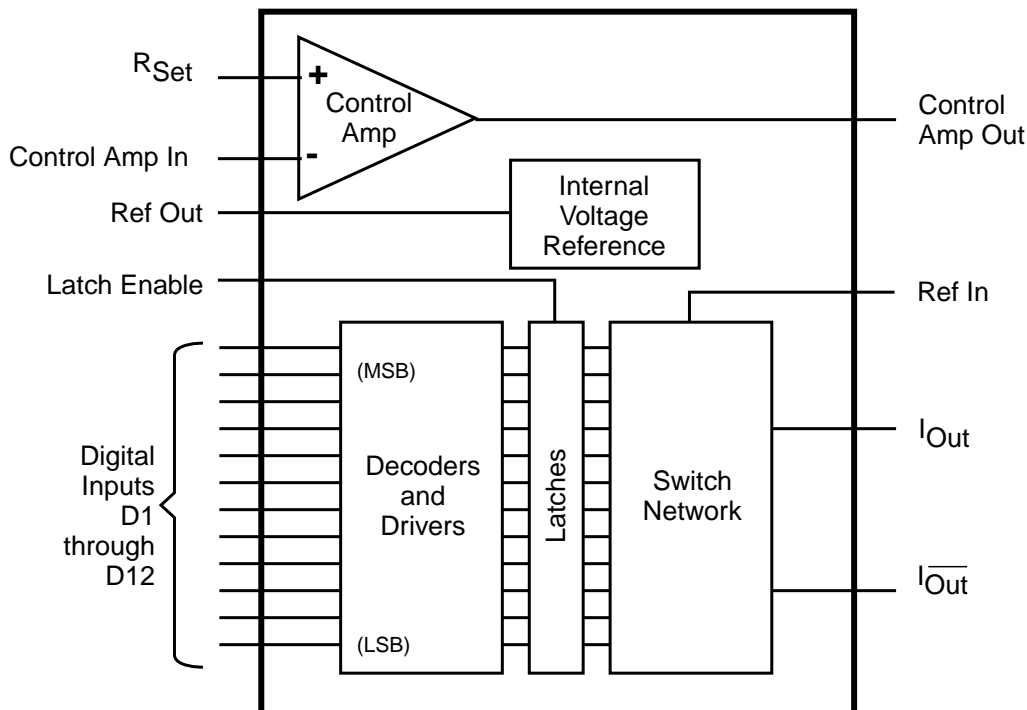 RSet
+
Control
Amp
Control
Amp Out
Control Amp In
-
Ref Out
Internal
Voltage
Reference
Latch Enable
Ref In
(MSB)
Digital
Inputs
D1
through
D12
Decoders
and
Drivers
Latches
Switch
Network
IOut
I̅O̅u̅t̅
(LSB)